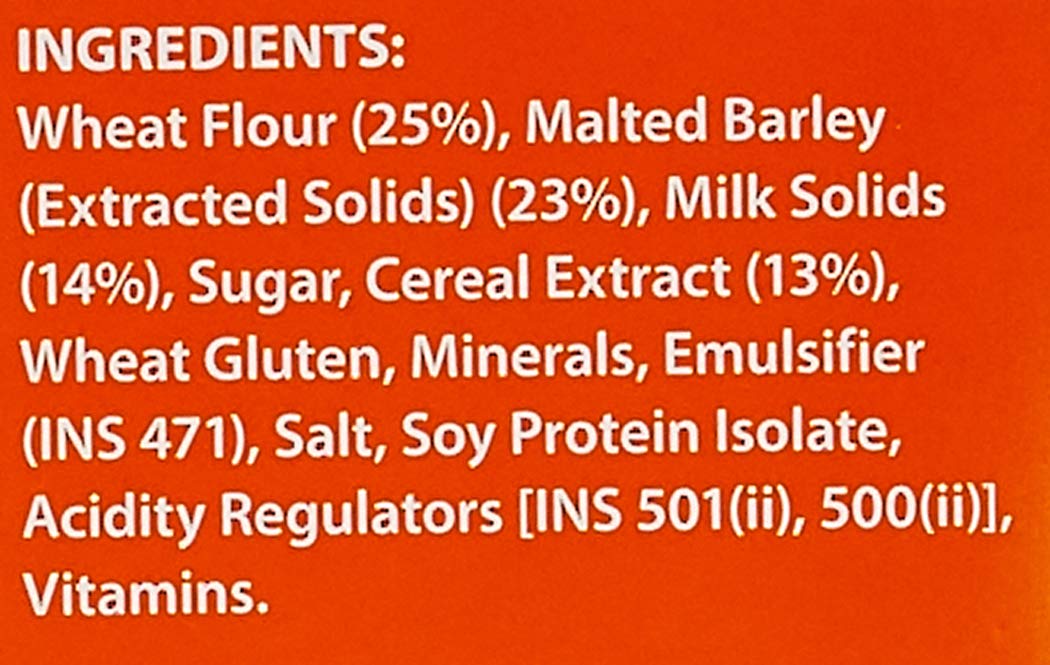 INGREDIENTS:
Wheat Flour (25%), Malted Barley
(Extracted Solids) (23%), Milk Solids
(14%), Sugar, Cereal Extract (13%),
Wheat Gluten, Minerals, Emulsifier
(INS 471), Salt, Soy Protein Isolate,
Acidity Regulators [INS 501(ii), 500(ii)],
Vitamins.